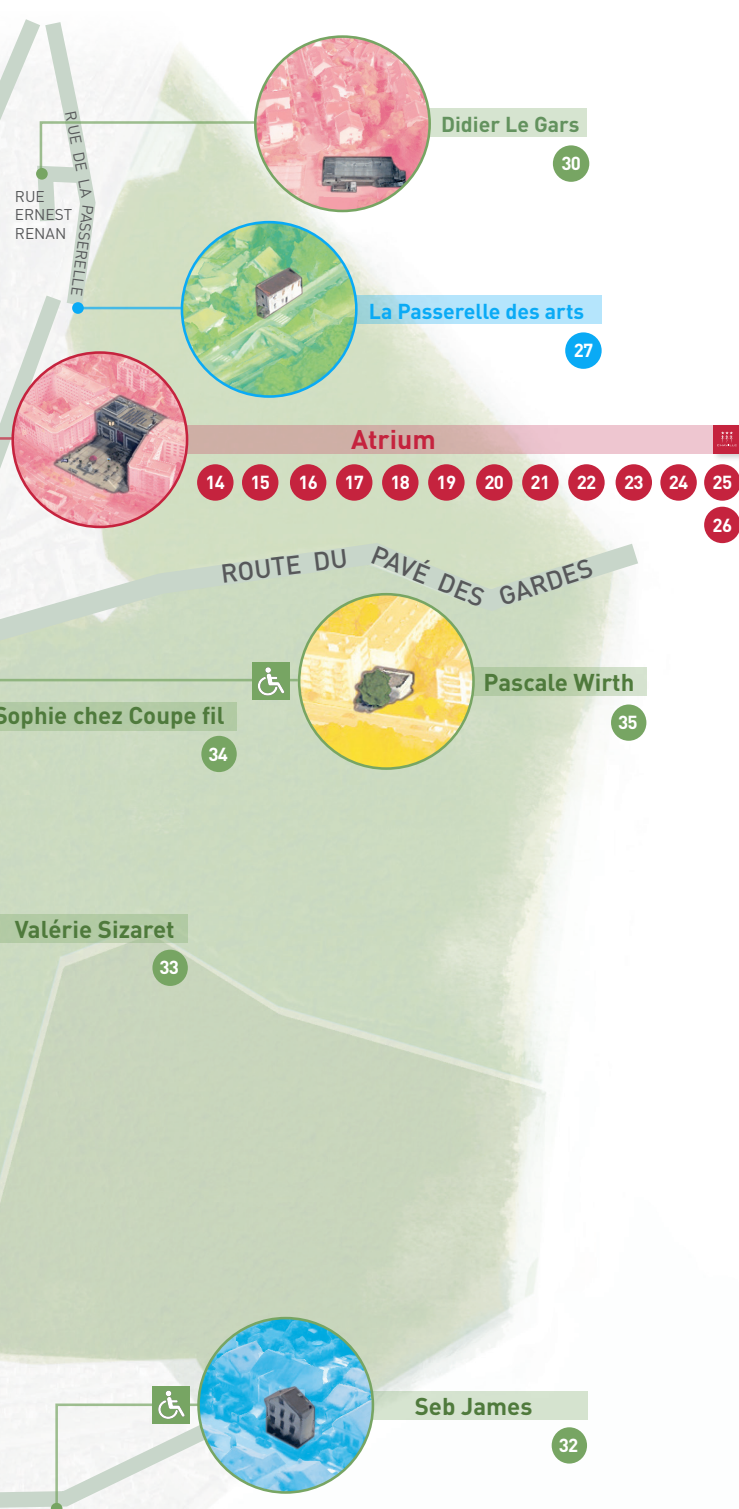 RUE DE LA PASSERELLE
Didier Le Gars
30
RUE
ERNEST
RENAN
La Passerelle des arts
27
Atrium
14 15 16 17 18 19 20 21 22 23 24 25
26
ROUTE DU PAVÉ DES GARDES
Pascale Wirth
35
Sophie chez Coupe fil
34
Valérie Sizaret
33
Seb James
32